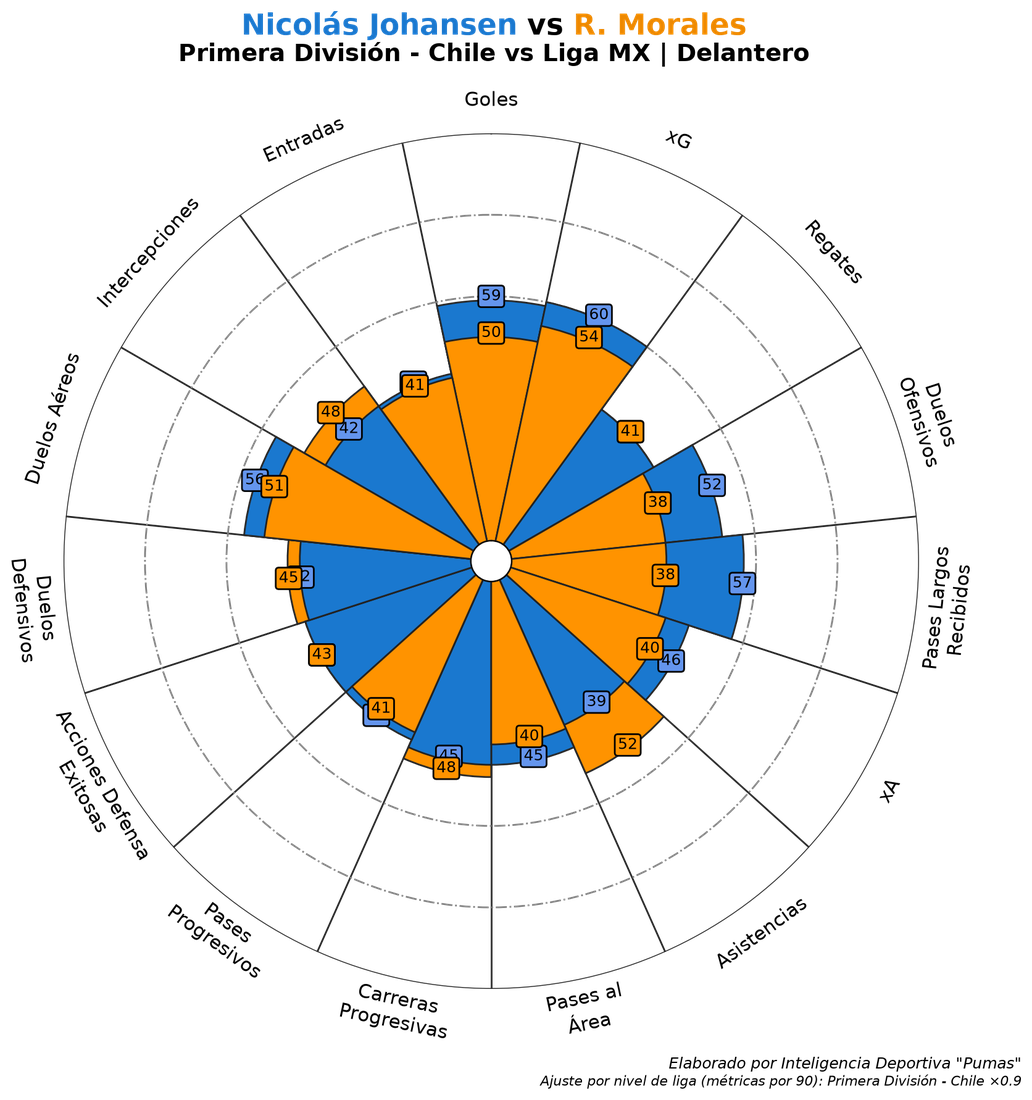 Nicolás Johansen vs R. Morales
Primera División - Chile vs Liga MX | Delantero
Goles
xG
Regates
Duelos
Ofensivos
Pases Largos
Recibidos
xA
Asistencias
Pases al
Área
Carreras
Progresivas
Pases
Progresivos
Acciones Defensa
Exitosas
Duelos
Defensivos
Duelos Aéreos
Intercepciones
Entradas
59
50
60
54
41
52
38
57
38
46
40
39
52
45
40
45
48
41
43
45
56
51
42
48
41
Elaborado por Inteligencia Deportiva "Pumas"
Ajuste por nivel de liga (métricas por 90): Primera División - Chile ×0.9